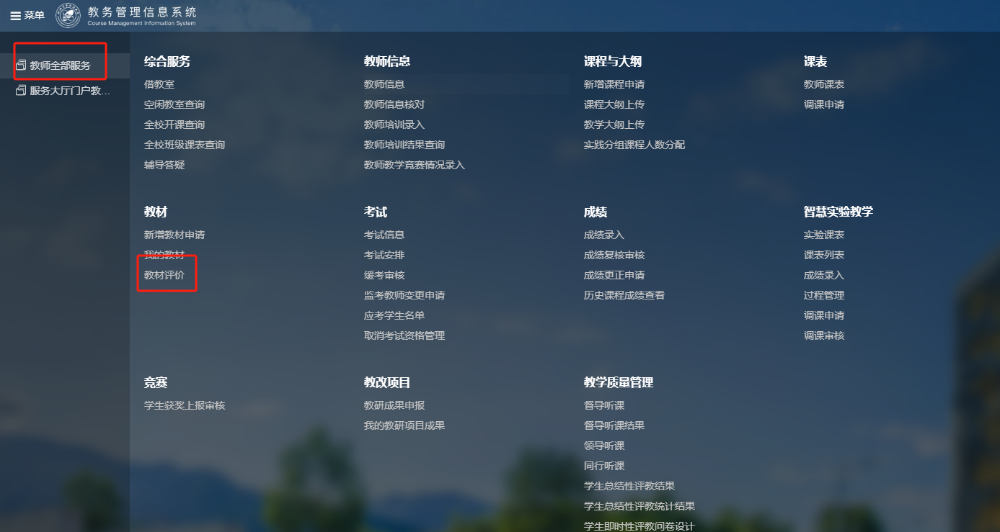 菜单
教务管理信息系统
Course Management Information System
教师全部服务
服务大厅门户教...
综合服务
借教室
空闲教室查询
全校开课查询
全校班级课表查询
辅导答疑
教师信息
教师信息
教师信息核对
教师培训录入
教师培训结果查询
教师教学竞赛情况录入
课程与大纲
新增课程申请
课程大纲上传
教学大纲上传
实践分组课程人数分配
课表
教师课表
调课申请
教材
新增教材申请
我的教材
教材评价
考试
考试信息
考试安排
缓考审核
监考教师变更申请
应考学生名单
取消考试资格管理
成绩
成绩录入
成绩复核审核
成绩更正申请
历史课程成绩查看
智慧实验教学
实验课表
课表列表
成绩录入
过程管理
调课申请
调课审核
竞赛
学生获奖上报审核
教改项目
教研成果申报
我的教研项目成果
教学质量管理
督导听课
督导听课结果
领导听课
同行听课
学生总结性评教结果
学生总结性评教统计结果
学生即时性评教问卷设计